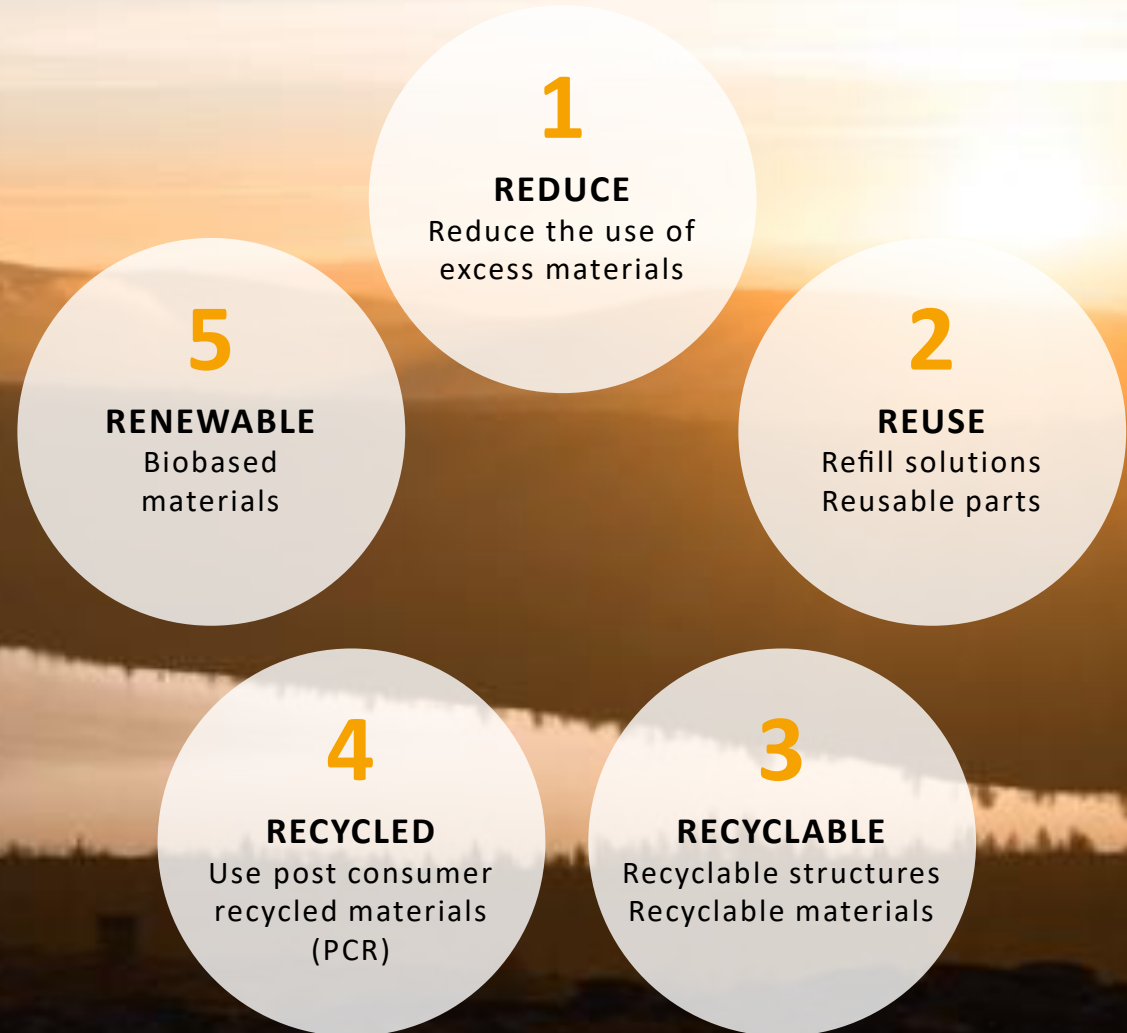 1
REDUCE
Reduce the use of
excess materials
2
REUSE
Refill solutions
Reusable parts
3
RECYCLABLE
Recyclable structures
Recyclable materials
4
RECYCLED
Use post consumer
recycled materials
(PCR)
5
RENEWABLE
Biobased
materials